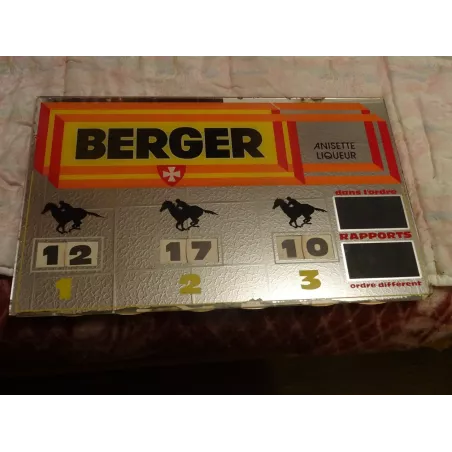 BERGER
ANISETTE
LIQUEUR
dans l'ordre
12 17 10
RAPPORTS
1 2 3
ordre différent